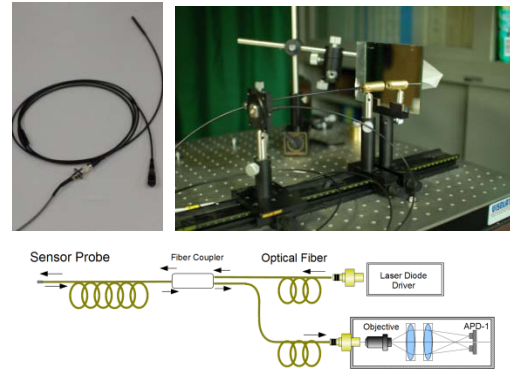 Sensor Probe
Fiber Coupler
Optical Fiber
Laser Diode
Driver
Objective
APD-1